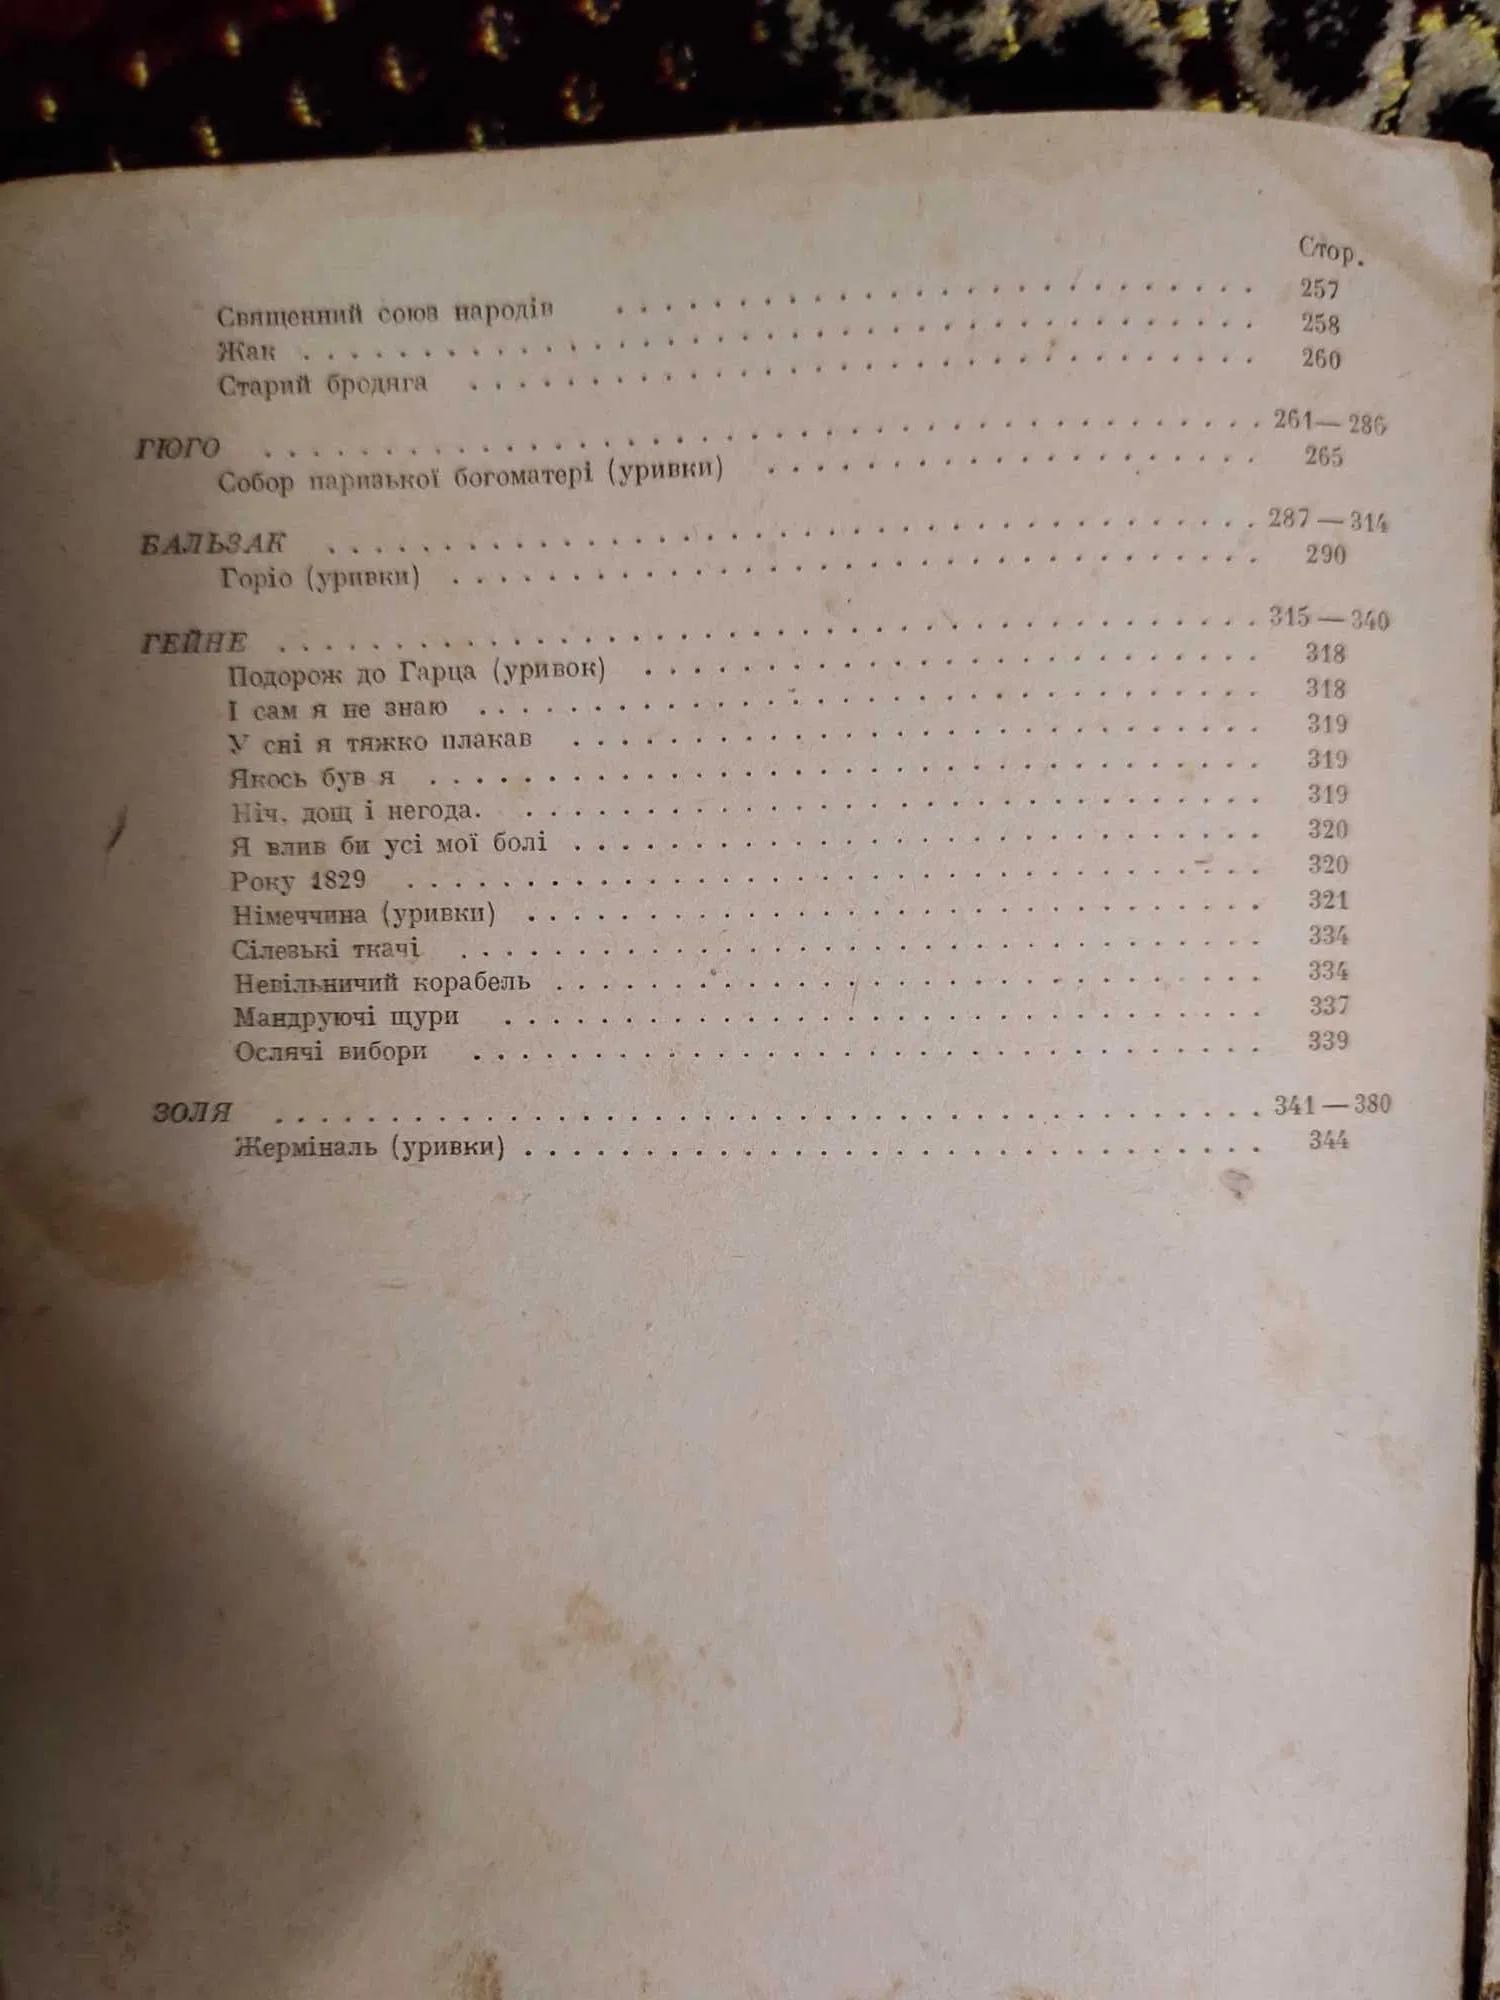 Стор.
Священний союз народів . . . . . . . . . . . . . . . . . . . . . . . . . . 257
Жак . . . . . . . . . . . . . . . . . . . . . . . . . . . . . . . . . . . . . . . 258
Старий бродяга . . . . . . . . . . . . . . . . . . . . . . . . . . . . . . . . 260
ГЮГО . . . . . . . . . . . . . . . . . . . . . . . . . . . . . . . . . . . . . . . . 261—286
Собор паризької богоматері (уривки) . . . . . . . . . . . . . . . . . . . . 265
БАЛЬЗАК . . . . . . . . . . . . . . . . . . . . . . . . . . . . . . . . . . . . . . 287—314
Горіо (уривки) . . . . . . . . . . . . . . . . . . . . . . . . . . . . . . . . . 290
ГЕЙНЕ . . . . . . . . . . . . . . . . . . . . . . . . . . . . . . . . . . . . . . . . 315—340
Подорож до Гарца (уривок) . . . . . . . . . . . . . . . . . . . . . . . . . 318
І сам я не знаю . . . . . . . . . . . . . . . . . . . . . . . . . . . . . . . . 318
У сні я тяжко плакав . . . . . . . . . . . . . . . . . . . . . . . . . . . . 319
Якось був я . . . . . . . . . . . . . . . . . . . . . . . . . . . . . . . . . . 319
Ніч, дощ і негода. . . . . . . . . . . . . . . . . . . . . . . . . . . . . . . 319
Я влив би усі мої болі . . . . . . . . . . . . . . . . . . . . . . . . . . . . 320
Року 1829 . . . . . . . . . . . . . . . . . . . . . . . . . . . . . . . . . . . 320
Німеччина (уривки) . . . . . . . . . . . . . . . . . . . . . . . . . . . . . . 321
Сілезькі ткачі . . . . . . . . . . . . . . . . . . . . . . . . . . . . . . . . . 334
Невільничий корабель . . . . . . . . . . . . . . . . . . . . . . . . . . . . . 334
Мандруючі щури . . . . . . . . . . . . . . . . . . . . . . . . . . . . . . . 337
Ослячі вибори . . . . . . . . . . . . . . . . . . . . . . . . . . . . . . . . 339
ЗОЛЯ . . . . . . . . . . . . . . . . . . . . . . . . . . . . . . . . . . . . . . . . 341—380
Жерміналь (уривки) . . . . . . . . . . . . . . . . . . . . . . . . . . . . . . 344